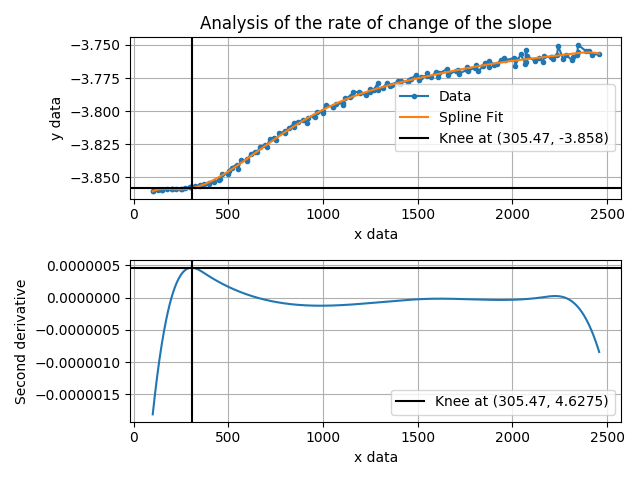 Analysis of the rate of change of the slope
y data
−3.750
−3.775
−3.800
−3.825
−3.850
Data
Spline Fit
Knee at (305.47, -3.858)
0 500 1000 1500 2000 2500
x data
Second derivative
0.0000005
0.0000000
−0.0000005
−0.0000010
−0.0000015
Knee at (305.47, 4.6275)
0 500 1000 1500 2000 2500
x data